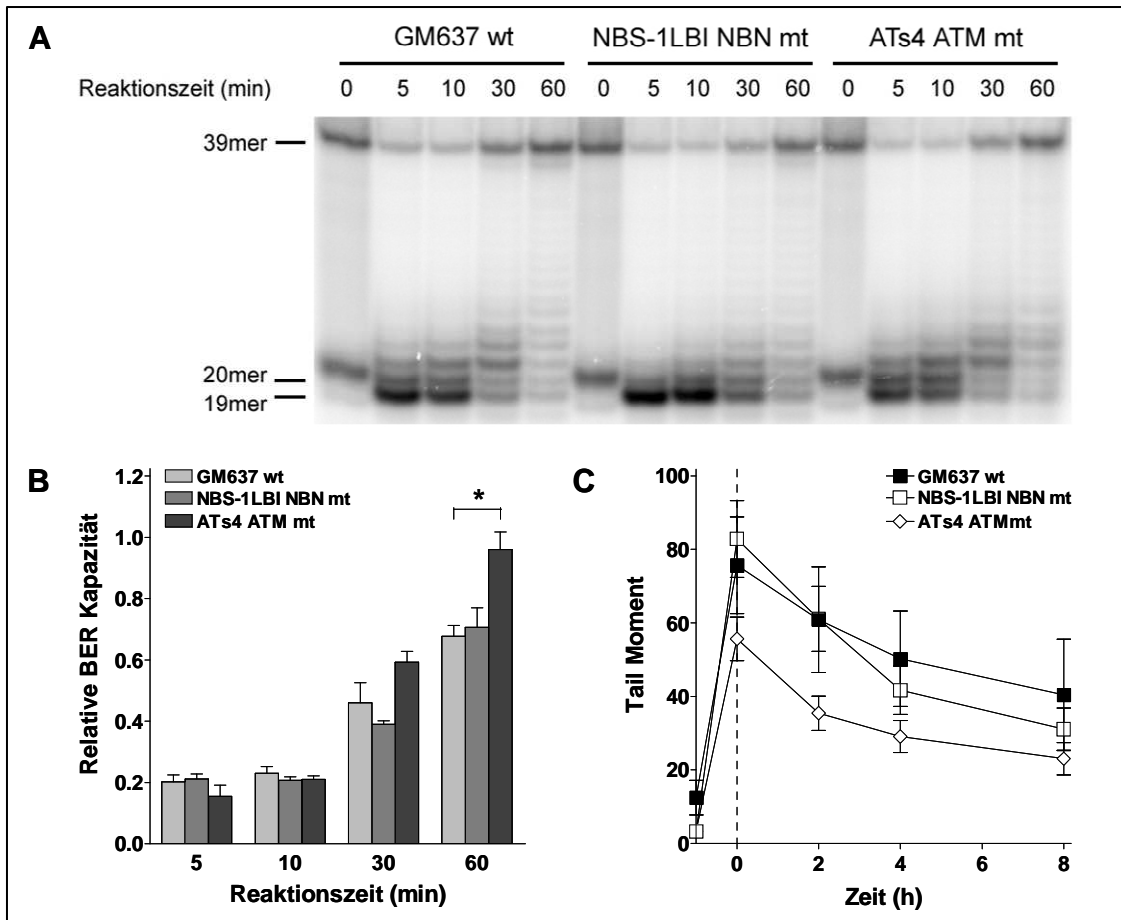 A
GM637 wt NBS-1LBI NBN mt ATs4 ATM mt
Reaktionszeit (min) 0 5 10 30 60 0 5 10 30 60 0 5 10 30 60
39mer
20mer
19mer
B
GM637 wt
NBS-1LBI NBN mt
ATs4 ATM mt
*
Relative BER Kapazität
1.2
1.0
0.8
0.6
0.4
0.2
0.0
5 10 30 60
Reaktionszeit (min)
C
GM637 wt
NBS-1LBI NBN mt
ATs4 ATMmt
Tail Moment
100
80
60
40
20
0
0 2 4 6 8
Zeit (h)